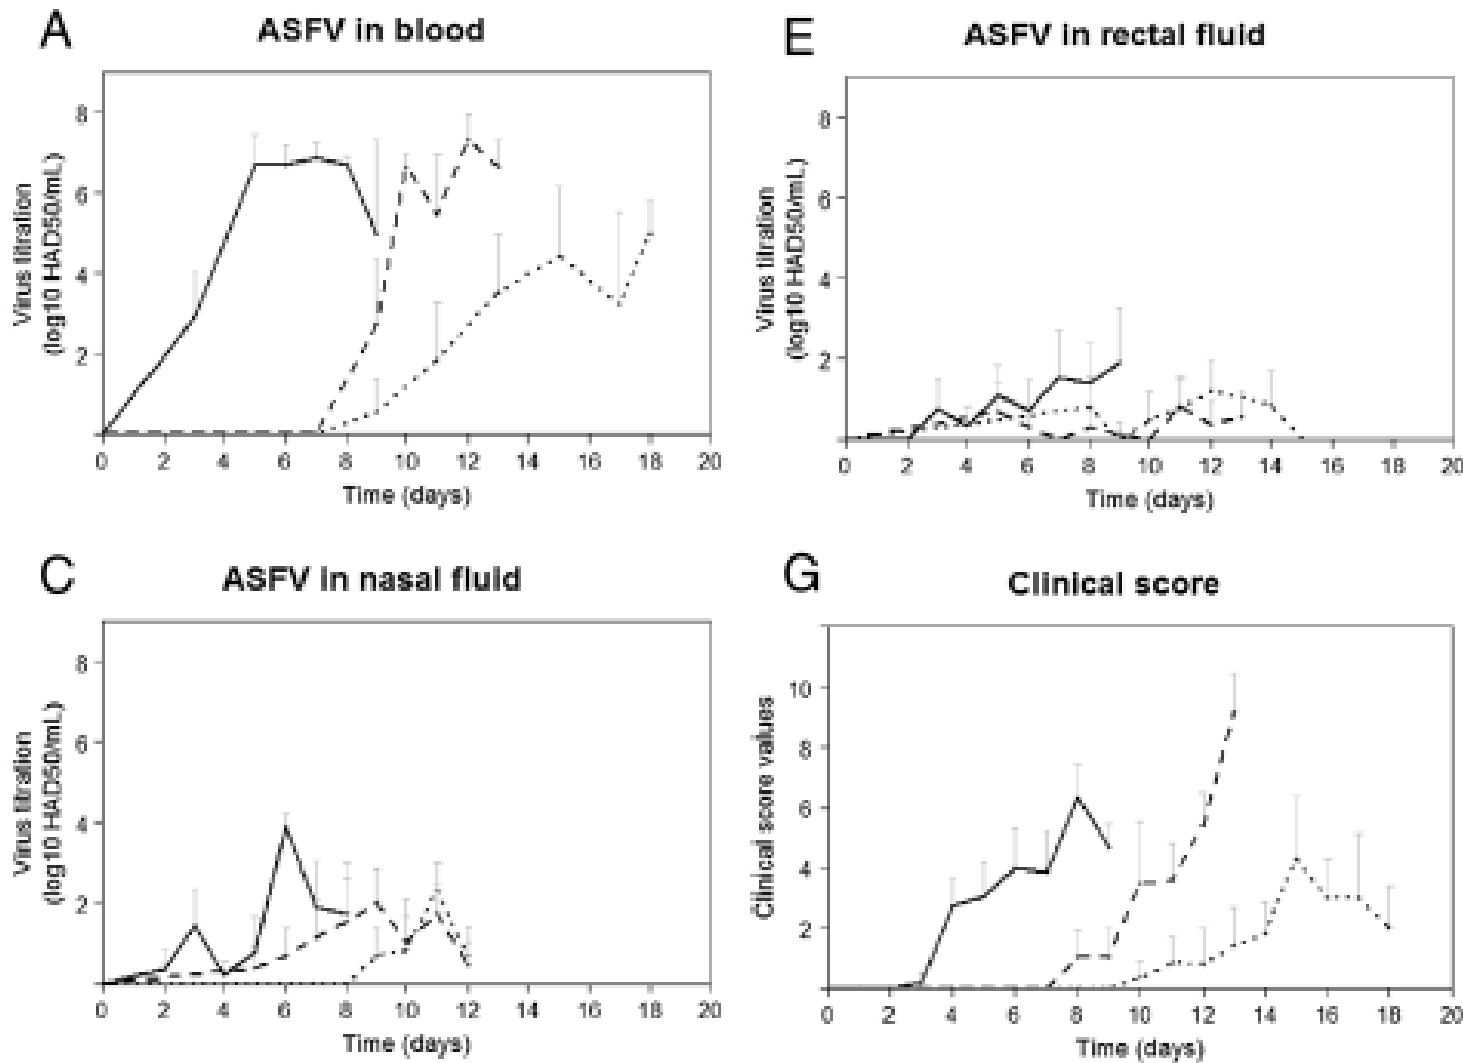 A
ASFV in blood
Virus titration
(log10 HAD50/mL)
8
6
4
2
0 2 4 6 8 10 12 14 16 18 20
Time (days)
E
ASFV in rectal fluid
Virus titration
(log10 HAD50/mL)
8
6
4
2
0 2 4 6 8 10 12 14 16 18 20
Time (days)
C
ASFV in nasal fluid
Virus titration
(log10 HAD50/mL)
8
6
4
2
0 2 4 6 8 10 12 14 16 18 20
Time (days)
G
Clinical score
Clinical score values
10
8
6
4
2
0 2 4 6 8 10 12 14 16 18 20
Time (days)